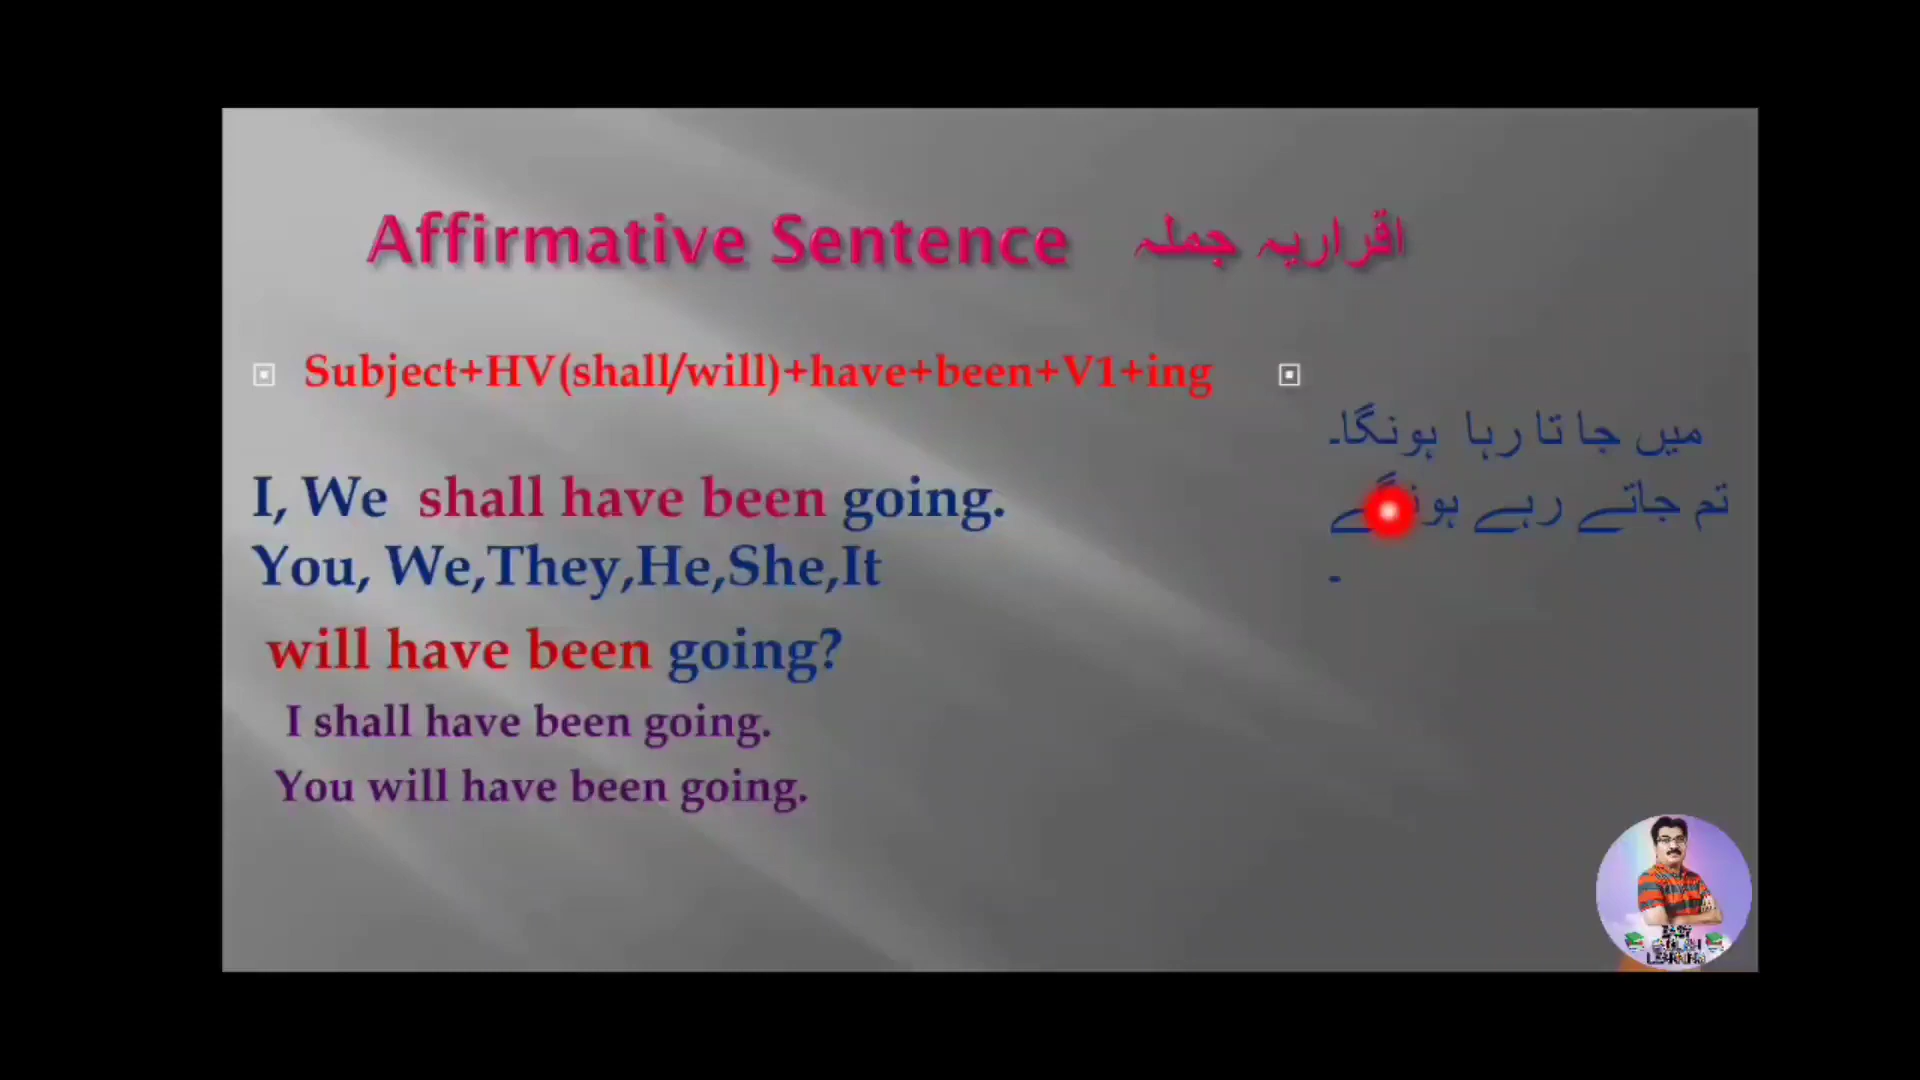 Affirmative Sentence اقراریہ جملہ
Subject+HV(shall/will)+have+been+V1+ing
I, We shall have been going.
You, We,They,He,She,It
will have been going?
I shall have been going.
You will have been going.
میں جا تا رہا ہونگا۔
تم جاتے رہے ہونگے
۔